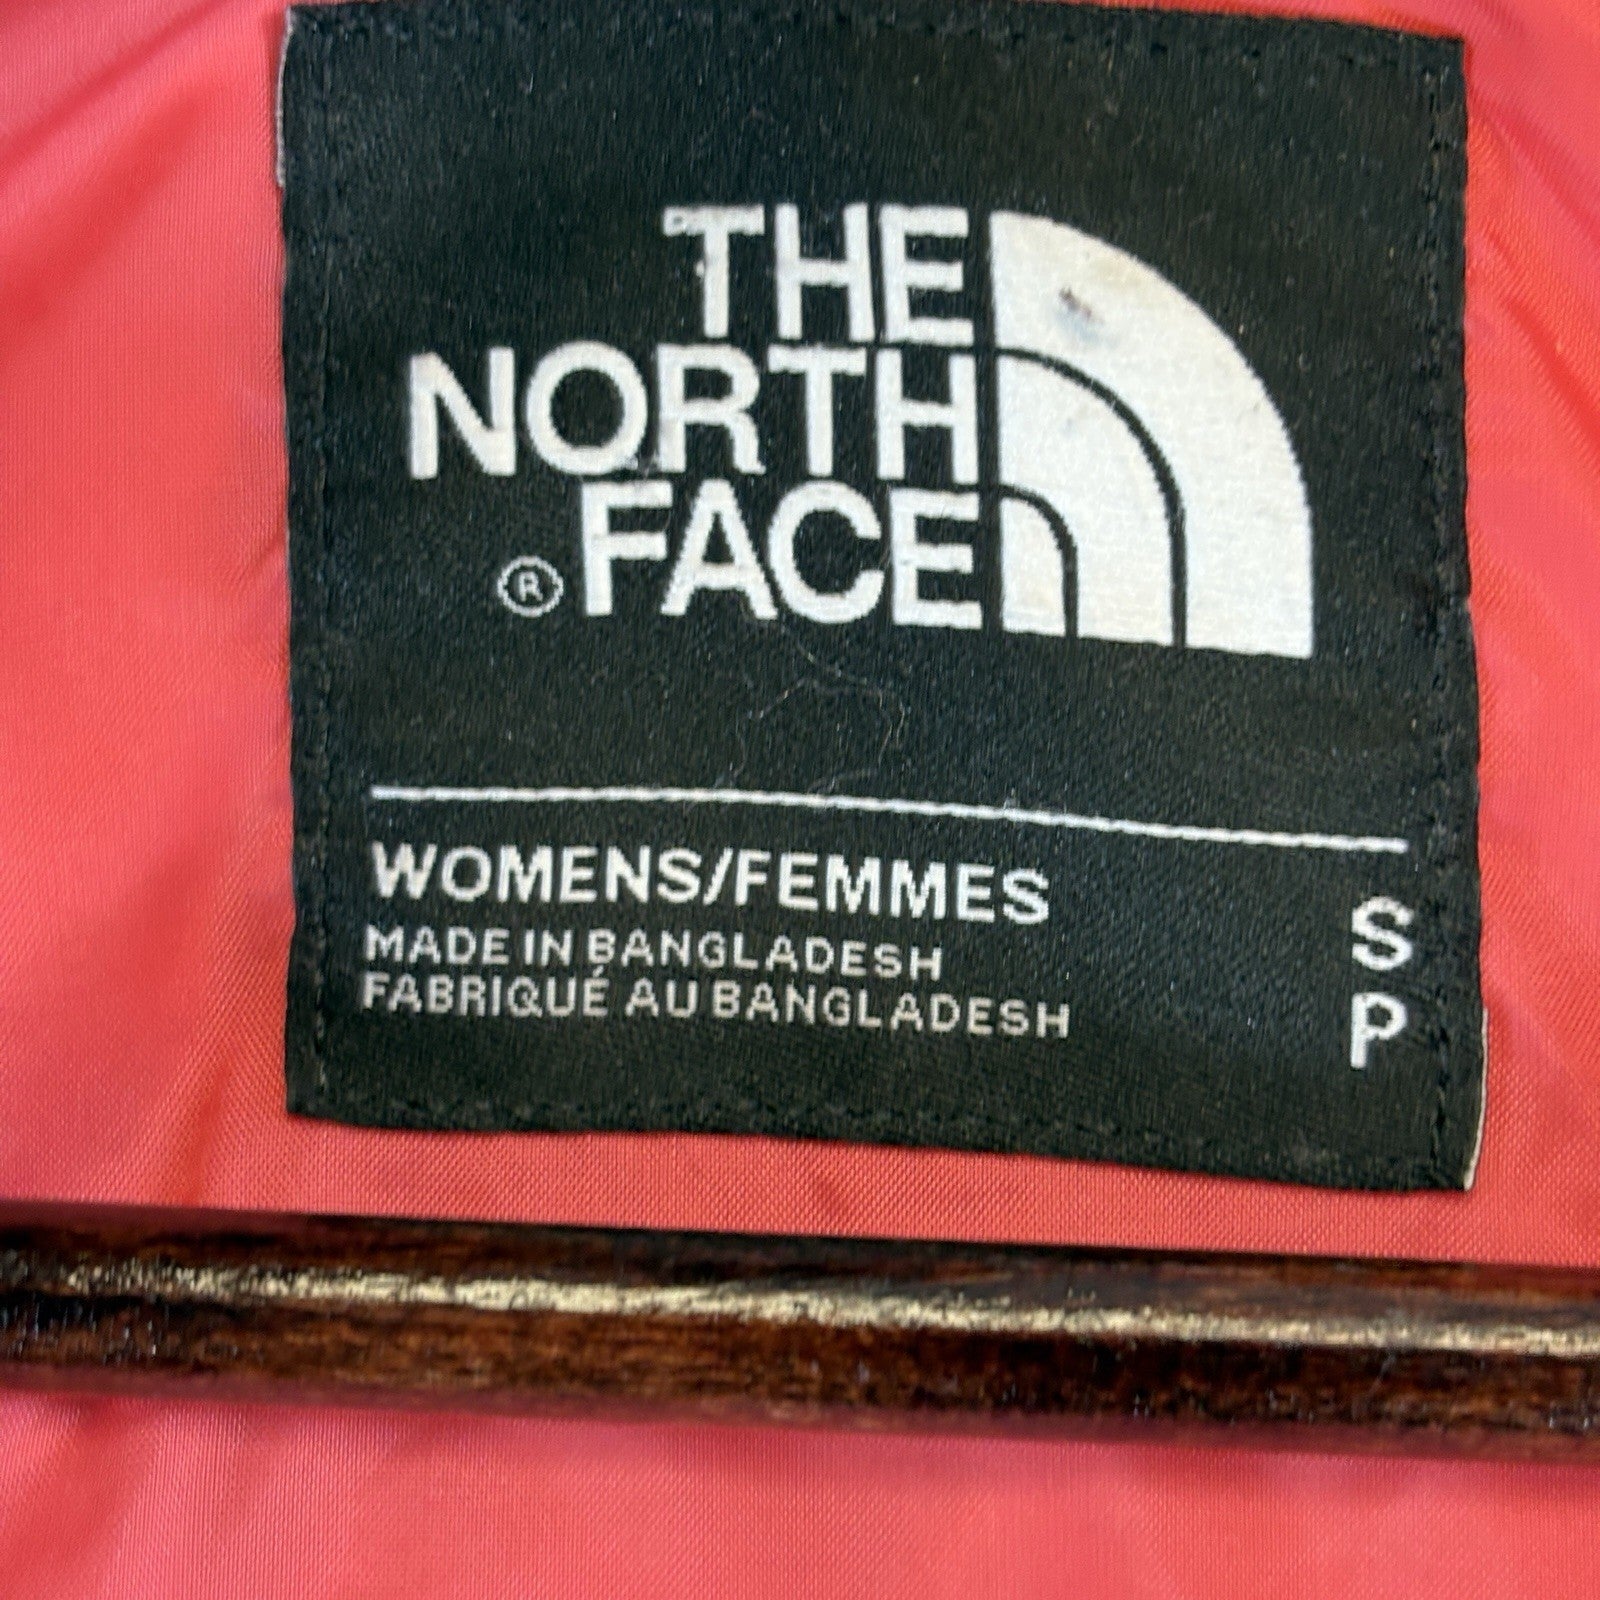 THE
NORTH
® FACE
WOMENS/FEMMES S
MADE IN BANGLADESH
FABRIQUÉ AU BANGLADESH P